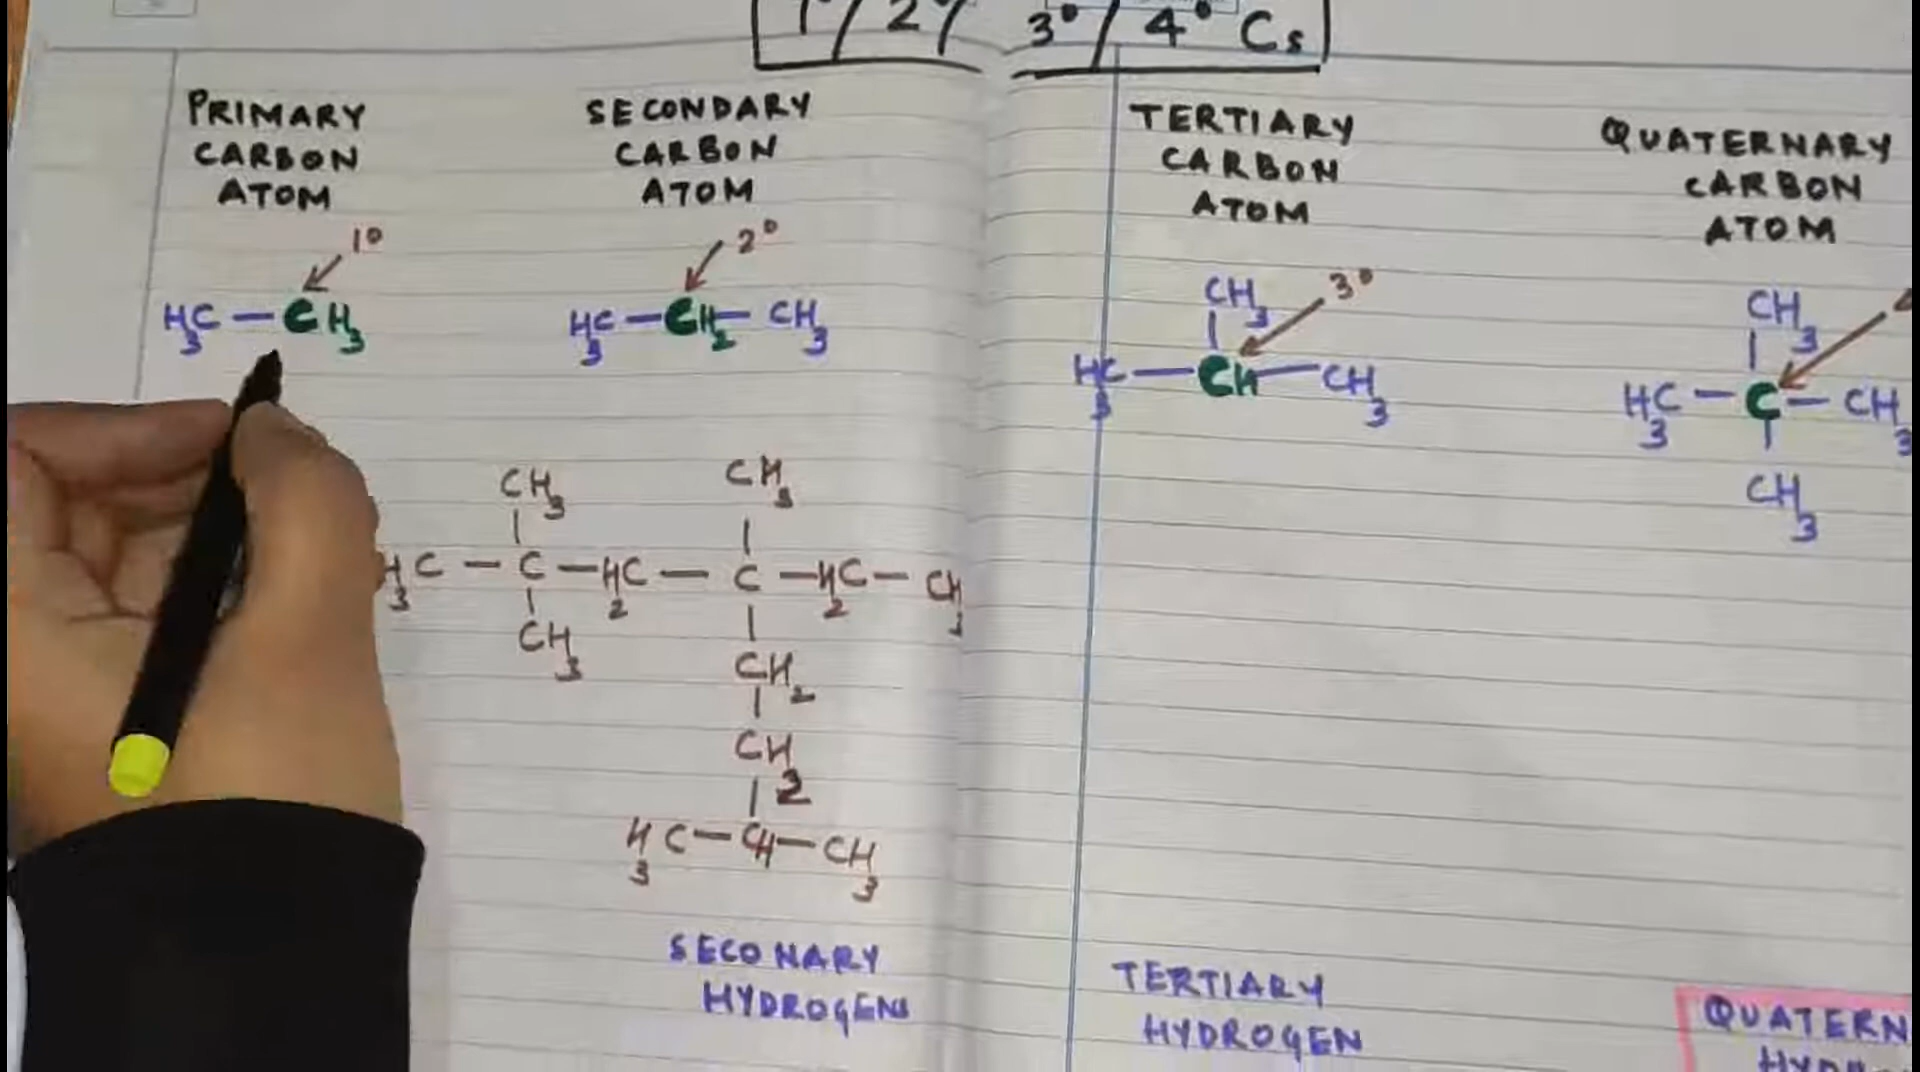 1°/2°/3°/4° Cs
PRIMARY
CARBON
ATOM
1°
H3C — CH3
SECONDARY
CARBON
ATOM
2°
H3C — CH2 — CH3
TERTIARY
CARBON
ATOM
CH3
3°
H3C — CH — CH3
QUATERNARY
CARBON
ATOM
CH3
H3C — C — CH3
CH3
CH3 CH3
H3C — C — H2C — C — H2C — CH3
CH3
CH2
CH2
H3C — CH — CH3
SECONARY
HYDROGENS
TERTIARY
HYDROGEN
QUATERN